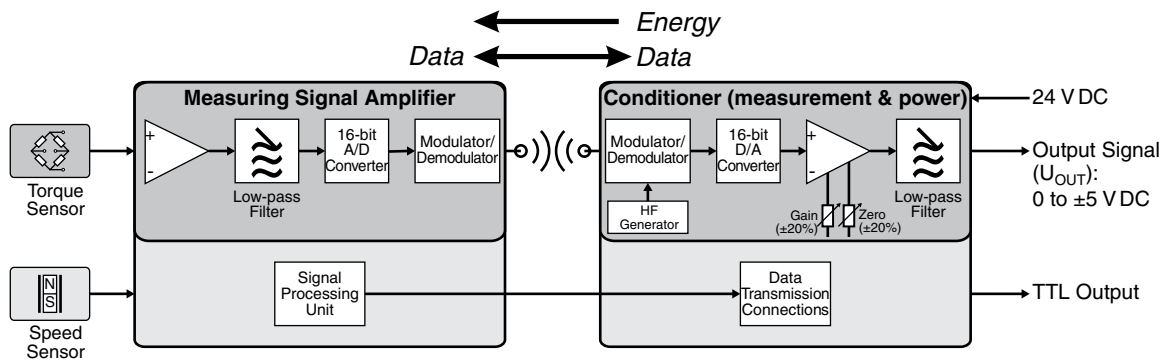 Energy
Data
Data
Measuring Signal Amplifier
Conditioner (measurement & power)
24 V DC
+
-
16-bit
A/D
Converter
Modulator/
Demodulator
Low-pass
Filter
Torque
Sensor
Modulator/
Demodulator
16-bit
D/A
Converter
+
-
HF
Generator
Gain
(±20%)
Zero
(±20%)
Low-pass
Filter
Output Signal
(U_OUT):
0 to ±5 V DC
N
S
Speed
Sensor
Signal
Processing
Unit
Data
Transmission
Connections
TTL Output